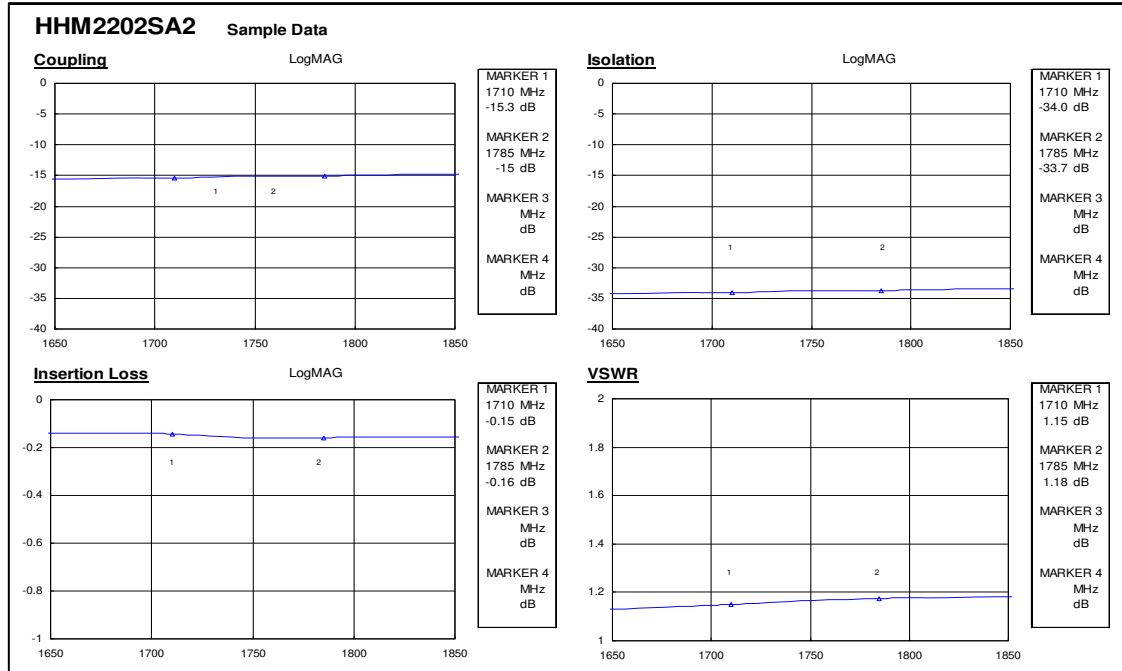 HHM2202SA2 Sample Data
Coupling LogMAG
0
-5
-10
-15
-20
-25
-30
-35
-40
1650 1700 1750 1800 1850
1 2
MARKER 1
1710 MHz
-15.3 dB
MARKER 2
1785 MHz
-15 dB
MARKER 3
MHz
dB
MARKER 4
MHz
dB
Isolation LogMAG
0
-5
-10
-15
-20
-25
-30
-35
-40
1650 1700 1750 1800 1850
1 2
MARKER 1
1710 MHz
-34.0 dB
MARKER 2
1785 MHz
-33.7 dB
MARKER 3
MHz
dB
MARKER 4
MHz
dB
Insertion Loss LogMAG
0
-0.2
-0.4
-0.6
-0.8
-1
1650 1700 1750 1800 1850
1 2
MARKER 1
1710 MHz
-0.15 dB
MARKER 2
1785 MHz
-0.16 dB
MARKER 3
MHz
dB
MARKER 4
MHz
dB
VSWR
2
1.8
1.6
1.4
1.2
1
1650 1700 1750 1800 1850
1 2
MARKER 1
1710 MHz
1.15 dB
MARKER 2
1785 MHz
1.18 dB
MARKER 3
MHz
dB
MARKER 4
MHz
dB